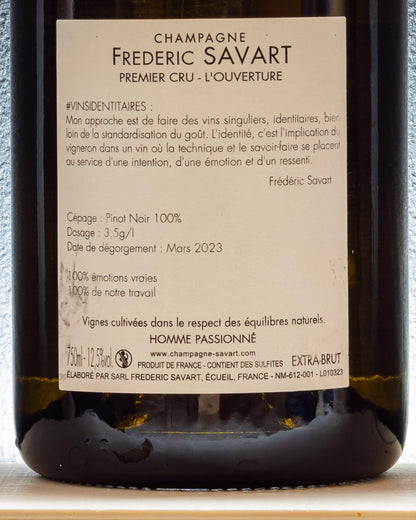 CHAMPAGNE
FREDERIC SAVART
PREMIER CRU - L'OUVERTURE
#VINSIDENTITAIRES :
Mon approche est de faire des vins singuliers, identitaires, bien
loin de la standardisation du goût. L'identité, c'est l'implication du
vigneron dans un vin où la technique et le savoir-faire se placent
au service d'une intention, d'une émotion et d'un ressenti.
Frédéric Savart
Cépage : Pinot Noir 100%
Dosage : 3,5g/l
Date de dégorgement : Mars 2023
100% émotions vraies
100% de notre travail
Vignes cultivées dans le respect des équilibres naturels.
HOMME PASSIONNÉ
www.champagne-savart.com
750ml - 12,5%vol. PRODUIT DE FRANCE - CONTIENT DES SULFITES EXTRA-BRUT
ÉLABORÉ PAR SARL FREDERIC SAVART, ÉCUEIL, FRANCE - NM-612-001 - L010323